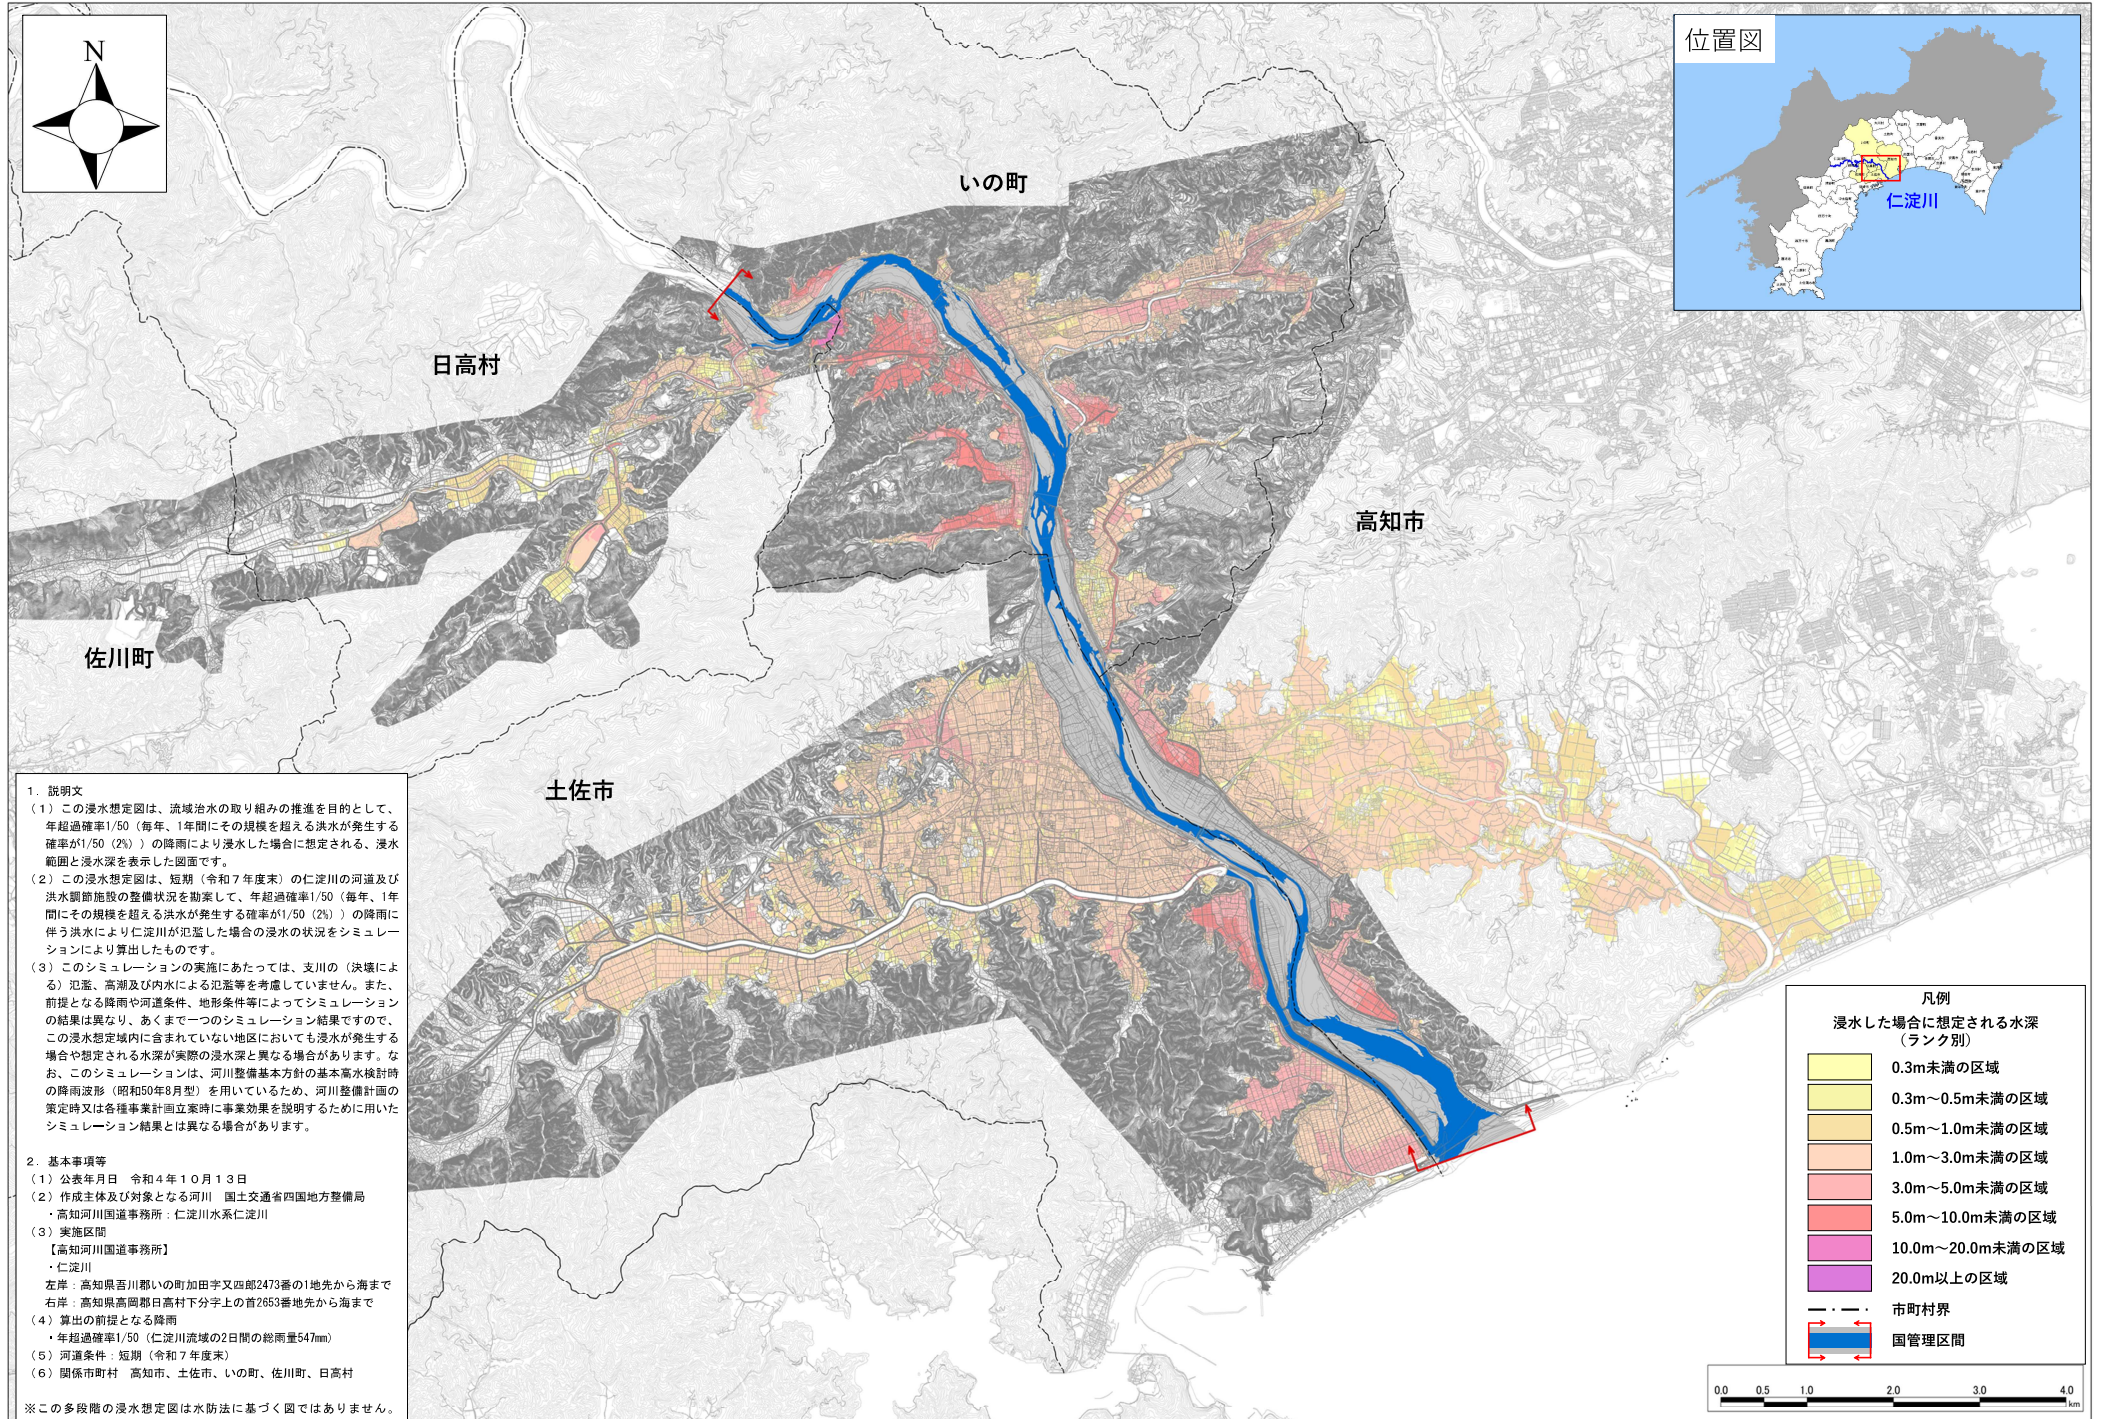 N
位置図
仁淀川
いの町
日高村
高知市
佐川町
土佐市
1. 説明文
(1)この浸水想定図は、流域治水の取り組みの推進を目的として、
年超過確率1/50（毎年、1年間にその規模を超える洪水が発生する
確率が1/50（2%））の降雨により浸水した場合に想定される、浸水
範囲と浸水深を表示した図面です。
(2)この浸水想定図は、短期（令和７年度末）の仁淀川の河道及び
洪水調節施設の整備状況を勘案して、年超過確率1/50（毎年、1年
間にその規模を超える洪水が発生する確率が1/50（2%））の降雨に
伴う洪水により仁淀川が氾濫した場合の浸水の状況をシミュレー
ションにより算出したものです。
(3)このシミュレーションの実施にあたっては、支川の（決壊によ
る）氾濫、高潮及び内水による氾濫等を考慮していません。また、
前提となる降雨や河道条件、地形条件等によってシミュレーション
の結果は異なり、あくまで一つのシミュレーション結果ですので、
この浸水想定域内に含まれていない地区においても浸水が発生する
場合や想定される水深が実際の浸水深と異なる場合があります。な
お、このシミュレーションは、河川整備基本方針の基本高水検討時
の降雨波形（昭和50年8月型）を用いているため、河川整備計画の
策定時又は各種事業計画立案時に事業効果を説明するために用いた
シミュレーション結果とは異なる場合があります。
2. 基本事項等
(1)公表年月日　令和４年１０月１３日
(2)作成主体及び対象となる河川　国土交通省四国地方整備局
・高知河川国道事務所：仁淀川水系仁淀川
(3)実施区間
【高知河川国道事務所】
・仁淀川
左岸：高知県吾川郡いの町加田字又四郎2473番の1地先から海まで
右岸：高知県高岡郡日高村下分字上の首2653番地先から海まで
(4)算出の前提となる降雨
・年超過確率1/50（仁淀川流域の2日間の総雨量547mm）
(5)河道条件：短期（令和７年度末）
(6)関係市町村　高知市、土佐市、いの町、佐川町、日高村
※この多段階の浸水想定図は水防法に基づく図ではありません。
凡例
浸水した場合に想定される水深
（ランク別）
0.3m未満の区域
0.3m～0.5m未満の区域
0.5m～1.0m未満の区域
1.0m～3.0m未満の区域
3.0m～5.0m未満の区域
5.0m～10.0m未満の区域
10.0m～20.0m未満の区域
20.0m以上の区域
市町村界
国管理区間
0.0 0.5 1.0 2.0 3.0 4.0
km